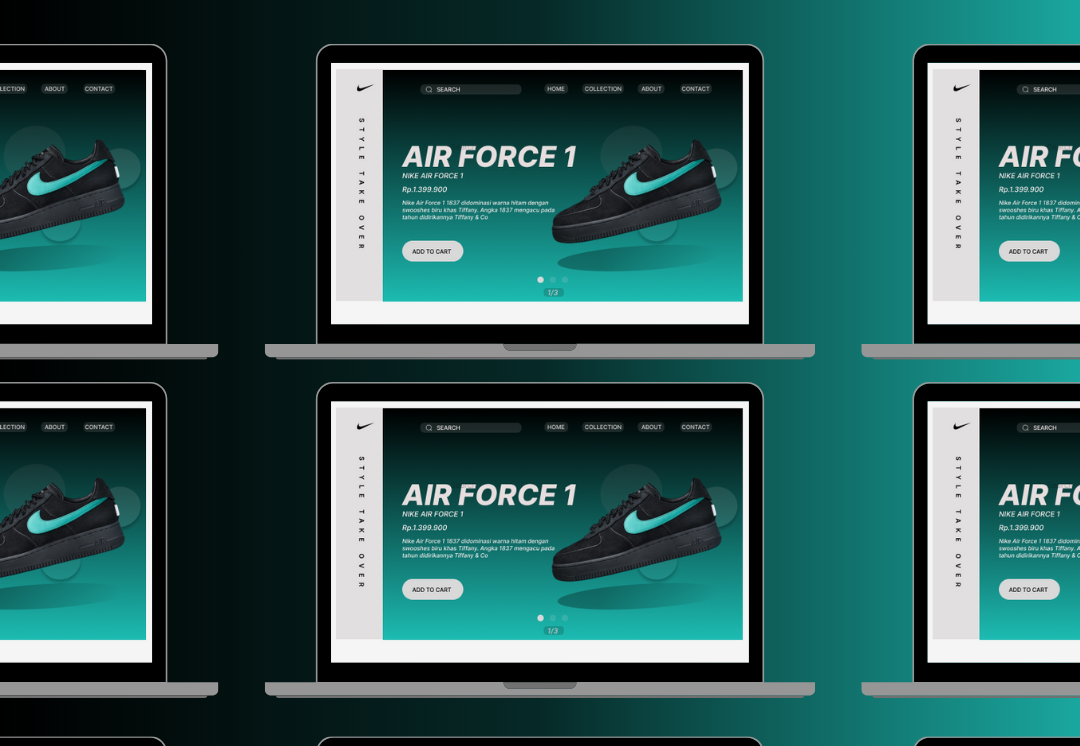 LECTION ABOUT CONTACT
SEARCH HOME COLLECTION ABOUT CONTACT
SEARCH
STYLE TAKE OVER
AIR FORCE 1
NIKE AIR FORCE 1
Rp.1.399.900
Nike Air Force 1 1837 didominasi warna hitam dengan
swooshes biru khas Tiffany. Angka 1837 mengacu pada
tahun didirikannya Tiffany & Co
ADD TO CART
1/3
STYLE TAKE OVER
AIR FO
NIKE AIR FORCE 1
Rp.1.399.900
Nike Air Force 1 1837 dido
swooshes biru khas Tiffany. A
tahun didirikannya Tiffany & Co
ADD TO CART
LECTION ABOUT CONTACT
SEARCH HOME COLLECTION ABOUT CONTACT
SEARCH
STYLE TAKE OVER
AIR FORCE 1
NIKE AIR FORCE 1
Rp.1.399.900
Nike Air Force 1 1837 didominasi warna hitam dengan
swooshes biru khas Tiffany. Angka 1837 mengacu pada
tahun didirikannya Tiffany & Co
ADD TO CART
1/3
STYLE TAKE OVER
AIR FO
NIKE AIR FORCE 1
Rp.1.399.900
Nike Air Force 1 1837 dido
swooshes biru khas Tiffany. A
tahun didirikannya Tiffany & Co
ADD TO CART